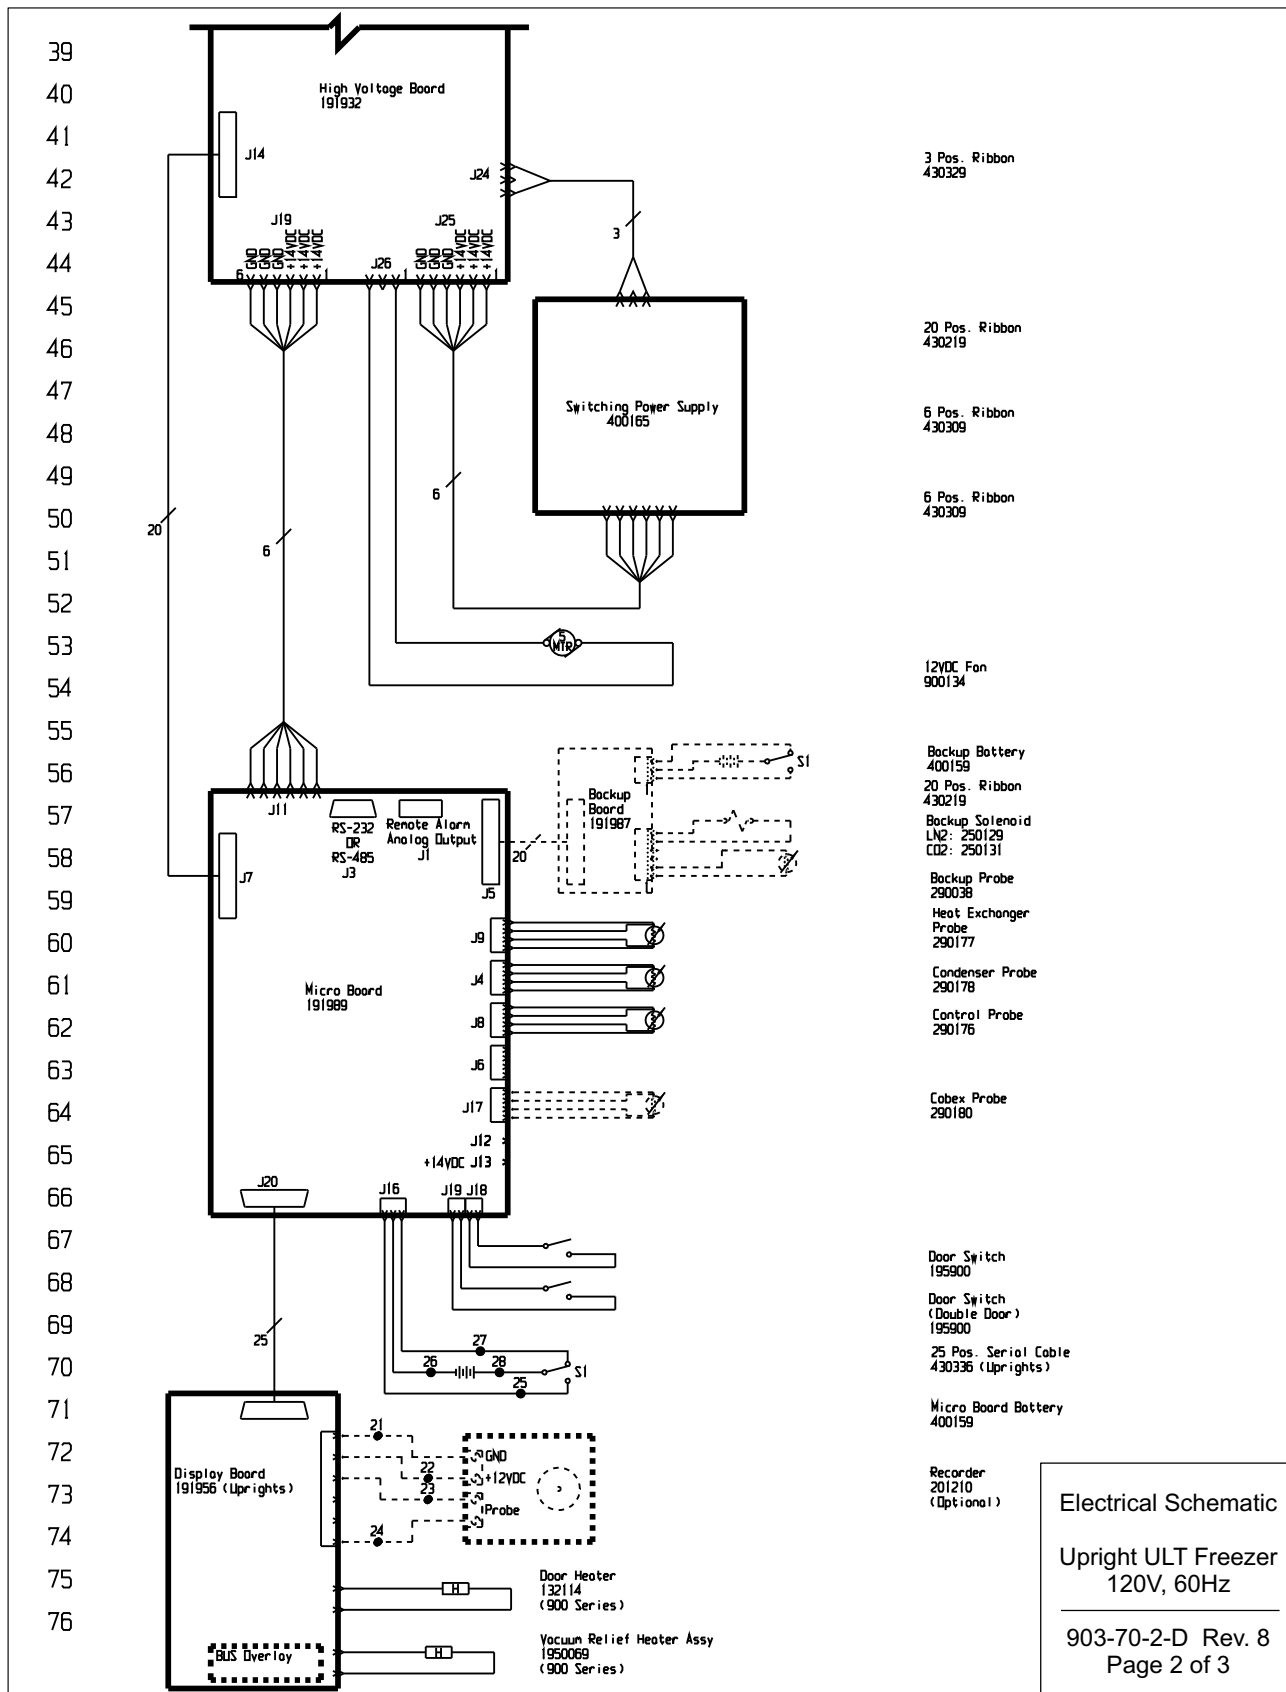 39
40
41
42
43
44
45
46
47
48
49
50
51
52
53
54
55
56
57
58
59
60
61
62
63
64
65
66
67
68
69
70
71
72
73
74
75
76
High Voltage Board
191932
J14
J24
J19
GND
GND
GND
+14VDC
+14VDC
+14VDC
6
1
J26
1
J25
GND
GND
GND
+14VDC
+14VDC
+14VDC
1
3
Switching Power Supply
400165
20
6
6
5
MTR
J11
RS-232
OR
RS-485
J3
Remote Alarm
Analog Output
J1
J5
J7
20
Backup
Board
191987
S1
J9
J4
J8
J6
J17
J12
+14VDC J13
Micro Board
191989
J20
J16
J19
J18
25
27
26
28
S1
25
Display Board
191956 (Uprights)
21
22
23
24
GND
+12VDC
Probe
BUS Overlay
H
Door Heater
132114
(900 Series)
H
Vacuum Relief Heater Assy
1950069
(900 Series)
3 Pos. Ribbon
430329
20 Pos. Ribbon
430219
6 Pos. Ribbon
430309
6 Pos. Ribbon
430309
12VDC Fan
900134
Backup Battery
400159
20 Pos. Ribbon
430219
Backup Solenoid
LN2: 250129
CO2: 250131
Backup Probe
290038
Heat Exchanger
Probe
290177
Condenser Probe
290178
Control Probe
290176
Cobex Probe
290180
Door Switch
195900
Door Switch
(Double Door)
195900
25 Pos. Serial Cable
430336 (Uprights)
Micro Board Battery
400159
Recorder
201210
(Optional)
Electrical Schematic
Upright ULT Freezer
120V, 60Hz
903-70-2-D Rev. 8
Page 2 of 3